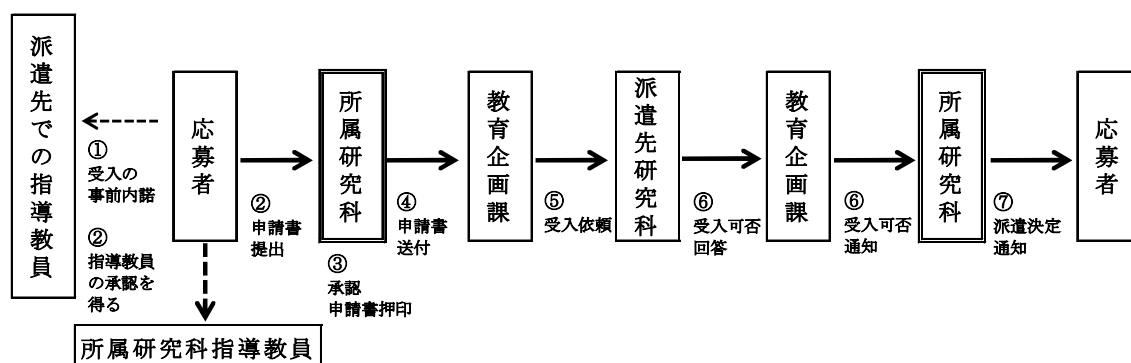 派遣先での指導教員
応募者
所属研究科
教育企画課
派遣先研究科
教育企画課
所属研究科
応募者
①
受入の
事前内諾
②
指導教員
の承認を
得る
②
申請書
提出
③
承認
申請書押印
④
申請書
送付
⑤
受入依頼
⑥
受入可否
回答
⑥
受入可否
通知
⑦
派遣決定
通知
所属研究科指導教員